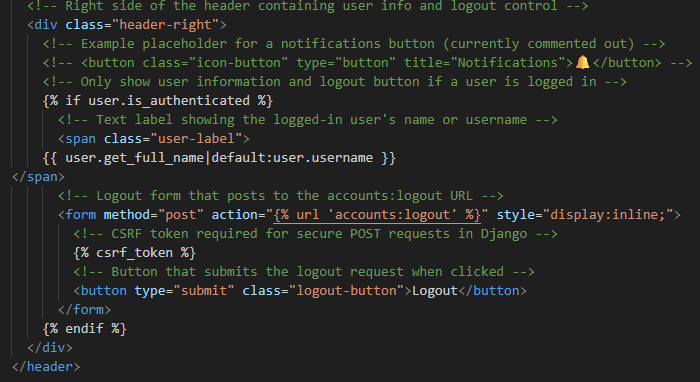 <!-- Right side of the header containing user info and logout control -->
<div class="header-right">
<!-- Example placeholder for a notifications button (currently commented out) -->
<!-- <button class="icon-button" type="button" title="Notifications">🔔</button> -->
<!-- Only show user information and logout button if a user is logged in -->
{% if user.is_authenticated %}
<!-- Text label showing the logged-in user's name or username -->
<span class="user-label">
{{ user.get_full_name|default:user.username }}
</span>
<!-- Logout form that posts to the accounts:logout URL -->
<form method="post" action="{% url 'accounts:logout' %}" style="display:inline;">
<!-- CSRF token required for secure POST requests in Django -->
{% csrf_token %}
<!-- Button that submits the logout request when clicked -->
<button type="submit" class="logout-button">Logout</button>
</form>
{% endif %}
</div>
</header>